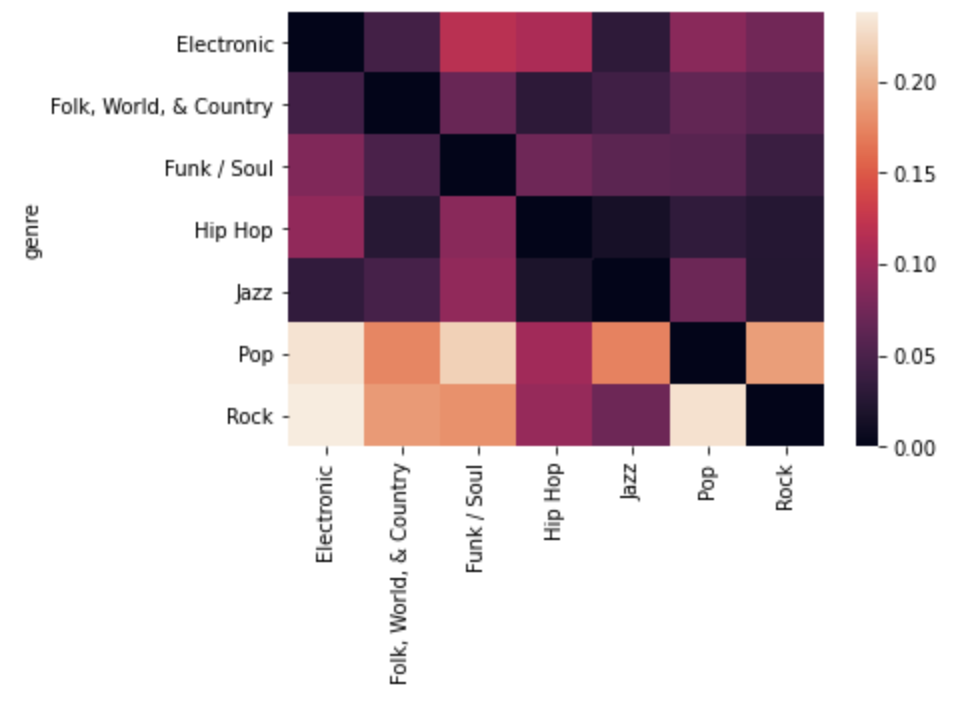 Electronic
Folk, World, & Country
Funk / Soul
Hip Hop
Jazz
Pop
Rock
genre
0.20
0.15
0.10
0.05
0.00
Electronic
Folk, World, & Country
Funk / Soul
Hip Hop
Jazz
Pop
Rock